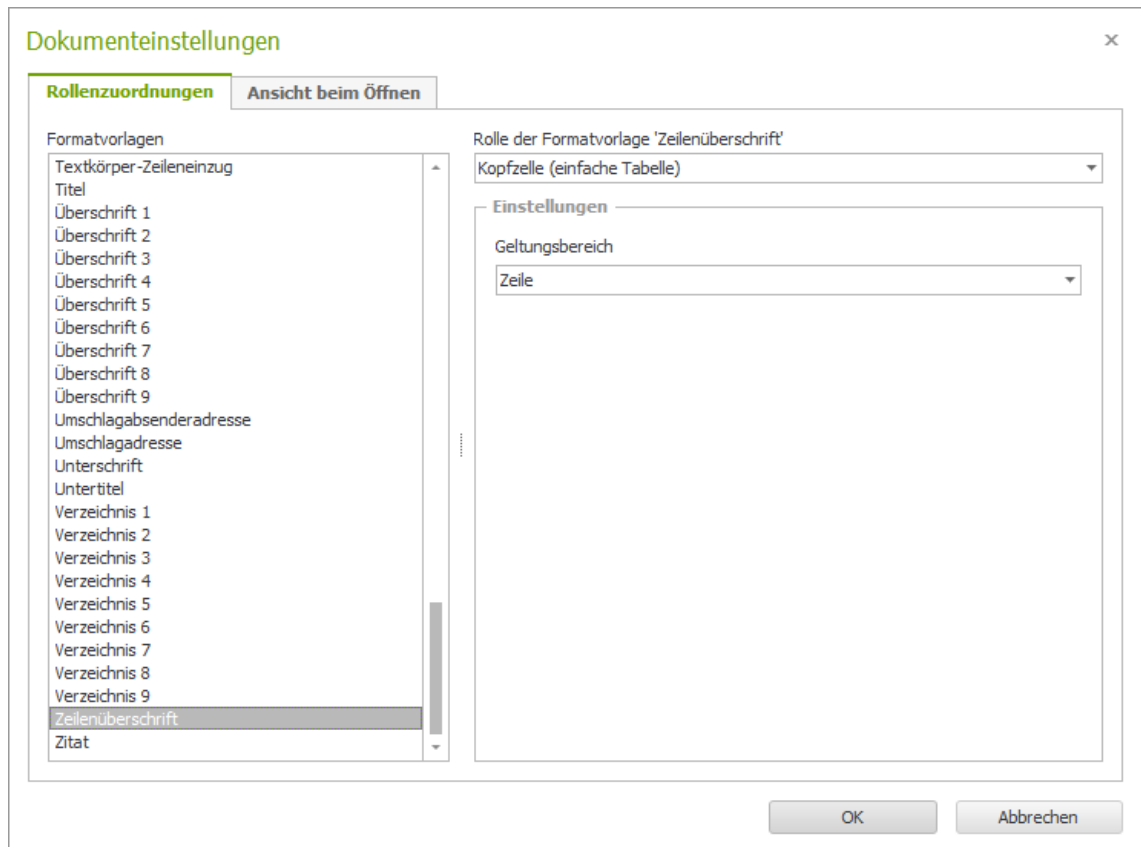 Dokumenteinstellungen
Rollenzuordnungen
Ansicht beim Öffnen
Formatvorlagen
Textkörper-Zeileneinzug
Titel
Überschrift 1
Überschrift 2
Überschrift 3
Überschrift 4
Überschrift 5
Überschrift 6
Überschrift 7
Überschrift 8
Überschrift 9
Umschlagabsenderadresse
Umschlagadresse
Unterschrift
Untertitel
Verzeichnis 1
Verzeichnis 2
Verzeichnis 3
Verzeichnis 4
Verzeichnis 5
Verzeichnis 6
Verzeichnis 7
Verzeichnis 8
Verzeichnis 9
Zeilenüberschrift
Zitat
Rolle der Formatvorlage 'Zeilenüberschrift'
Kopfzelle (einfache Tabelle)
Einstellungen
Geltungsbereich
Zeile
OK
Abbrechen